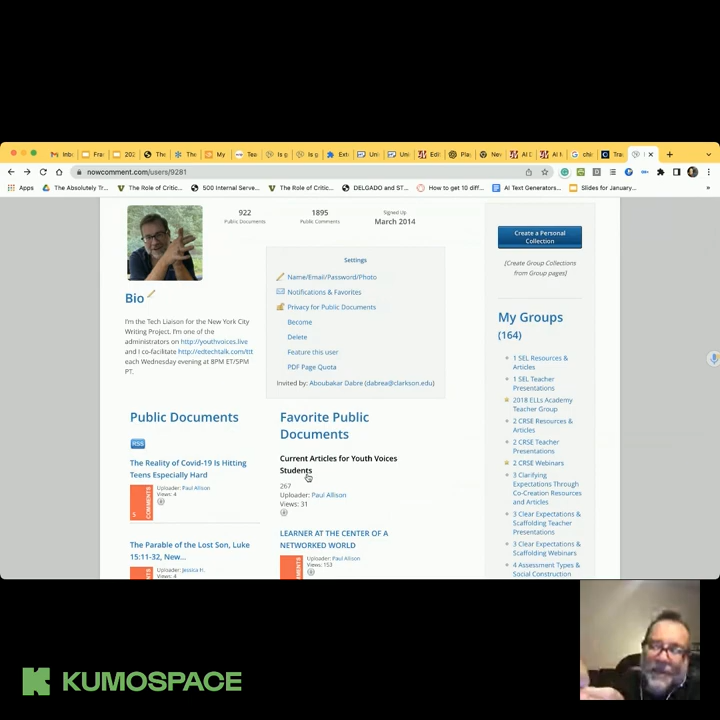 nowcomment.com/users/9281
Apps
The Absolutely Tr...
The Role of Critic...
500 Internal Serve...
The Role of Critic...
DELGADO and ST...
How to get 10 diff...
AI Text Generators...
Slides for January...
922
Public Documents
1895
Public Comments
Signed Up
March 2014
Create a Personal
Collection
[Create Group Collections
from Group pages]
Settings
Name/Email/Password/Photo
Notifications & Favorites
Privacy for Public Documents
Become
Delete
Feature this user
PDF Page Quota
Invited by: Aboubakar Dabre (dabrea@clarkson.edu)
Bio
I'm the Tech Liaison for the New York City
Writing Project. I'm one of the
administrators on http://youthvoices.live
and I co-facilitate http://edtechtalk.com/ttt
each Wednesday evening at 8PM ET/5PM
PT.
My Groups
(164)
1 SEL Resources &
Articles
1 SEL Teacher
Presentations
2018 ELLs Academy
Teacher Group
2 CRSE Resources &
Articles
2 CRSE Teacher
Presentations
2 CRSE Webinars
3 Clarifying
Expectations Through
Co-Creation Resources
and Articles
3 Clear Expectations &
Scaffolding Teacher
Presentations
3 Clear Expectations &
Scaffolding Webinars
4 Assessment Types &
Social Construction
Public Documents
RSS
The Reality of Covid-19 Is Hitting
Teens Especially Hard
5
COMMENTS
Uploader: Paul Allison
Views: 4
The Parable of the Lost Son, Luke
15:11-32, New...
Uploader: Jessica H.
Views: 4
Favorite Public
Documents
Current Articles for Youth Voices
Students
267
Uploader: Paul Allison
Views: 31
LEARNER AT THE CENTER OF A
NETWORKED WORLD
Uploader: Paul Allison
Views: 153
KUMOSPACE